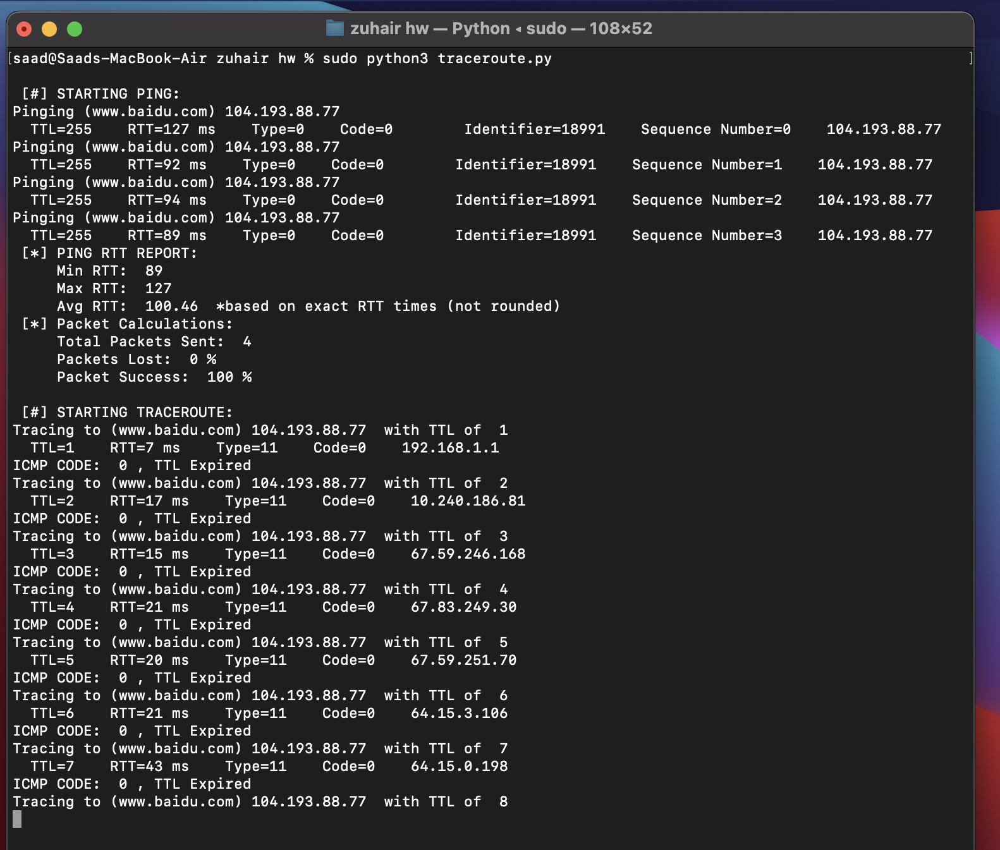 zuhair hw — Python ◂ sudo — 108×52
[saad@Saads-MacBook-Air zuhair hw % sudo python3 traceroute.py ]
[#] STARTING PING:
Pinging (www.baidu.com) 104.193.88.77
TTL=255 RTT=127 ms Type=0 Code=0 Identifier=18991 Sequence Number=0 104.193.88.77
Pinging (www.baidu.com) 104.193.88.77
TTL=255 RTT=92 ms Type=0 Code=0 Identifier=18991 Sequence Number=1 104.193.88.77
Pinging (www.baidu.com) 104.193.88.77
TTL=255 RTT=94 ms Type=0 Code=0 Identifier=18991 Sequence Number=2 104.193.88.77
Pinging (www.baidu.com) 104.193.88.77
TTL=255 RTT=89 ms Type=0 Code=0 Identifier=18991 Sequence Number=3 104.193.88.77
[*] PING RTT REPORT:
Min RTT: 89
Max RTT: 127
Avg RTT: 100.46 *based on exact RTT times (not rounded)
[*] Packet Calculations:
Total Packets Sent: 4
Packets Lost: 0 %
Packet Success: 100 %
[#] STARTING TRACEROUTE:
Tracing to (www.baidu.com) 104.193.88.77 with TTL of 1
TTL=1 RTT=7 ms Type=11 Code=0 192.168.1.1
ICMP CODE: 0 , TTL Expired
Tracing to (www.baidu.com) 104.193.88.77 with TTL of 2
TTL=2 RTT=17 ms Type=11 Code=0 10.240.186.81
ICMP CODE: 0 , TTL Expired
Tracing to (www.baidu.com) 104.193.88.77 with TTL of 3
TTL=3 RTT=15 ms Type=11 Code=0 67.59.246.168
ICMP CODE: 0 , TTL Expired
Tracing to (www.baidu.com) 104.193.88.77 with TTL of 4
TTL=4 RTT=21 ms Type=11 Code=0 67.83.249.30
ICMP CODE: 0 , TTL Expired
Tracing to (www.baidu.com) 104.193.88.77 with TTL of 5
TTL=5 RTT=20 ms Type=11 Code=0 67.59.251.70
ICMP CODE: 0 , TTL Expired
Tracing to (www.baidu.com) 104.193.88.77 with TTL of 6
TTL=6 RTT=21 ms Type=11 Code=0 64.15.3.106
ICMP CODE: 0 , TTL Expired
Tracing to (www.baidu.com) 104.193.88.77 with TTL of 7
TTL=7 RTT=43 ms Type=11 Code=0 64.15.0.198
ICMP CODE: 0 , TTL Expired
Tracing to (www.baidu.com) 104.193.88.77 with TTL of 8